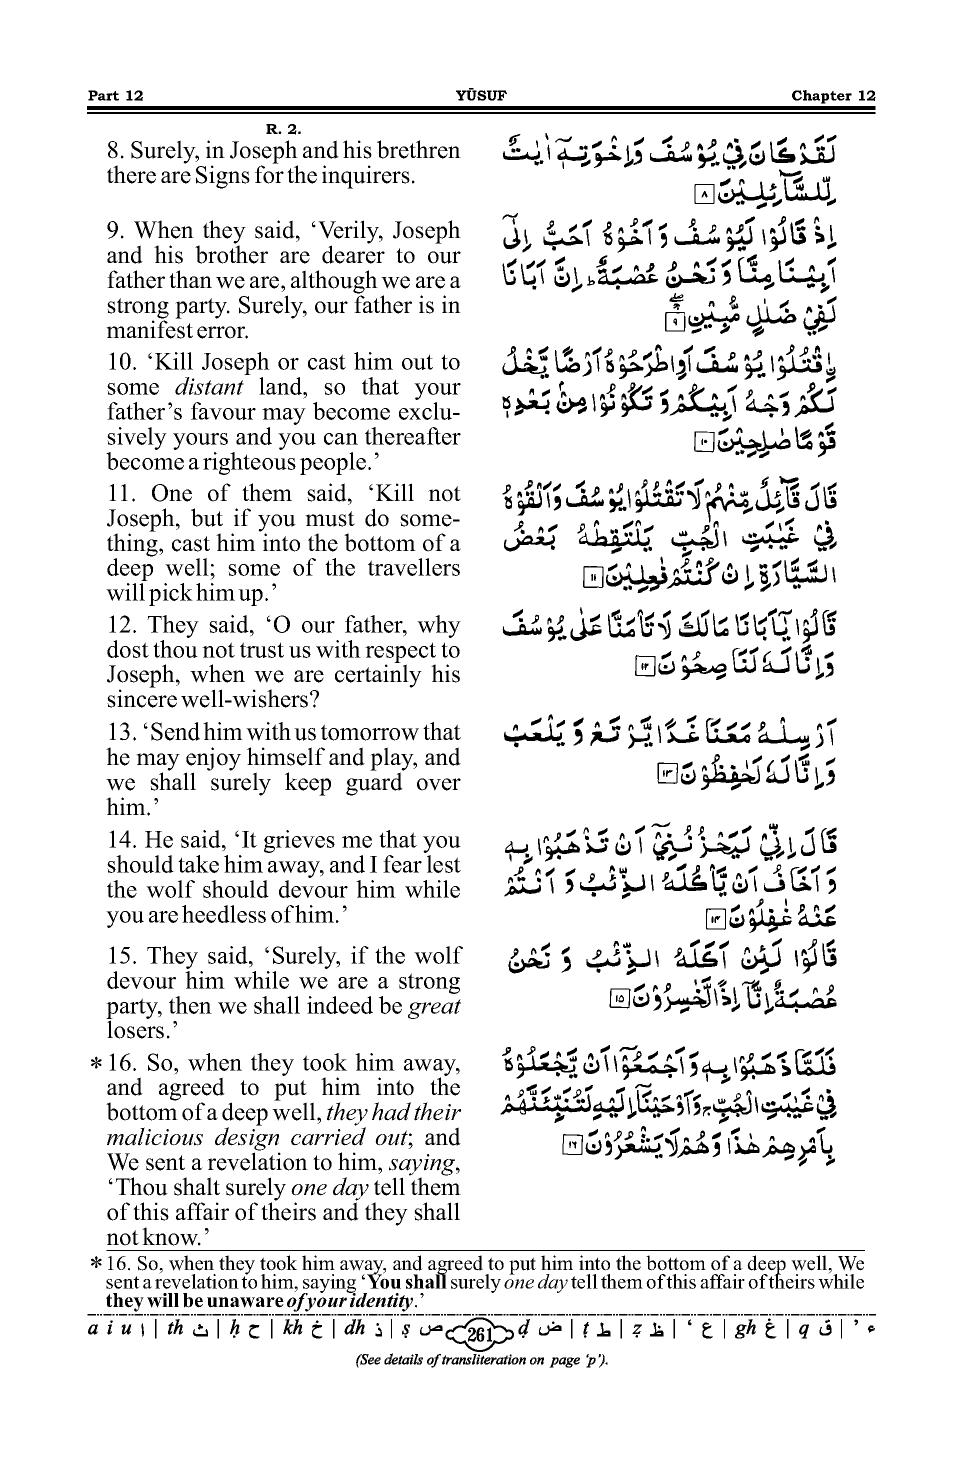 Part 12 YŪSUF Chapter 12
R. 2.
8. Surely, in Joseph and his brethren
there are Signs for the inquirers.
لَقَدْ كَانَ فِيْ يُوْسُفَ وَاِخْوَتِهٖۤ اٰيٰتٌ
لِّلسَّآئِلِيْنَ ۸
9. When they said, ‘Verily, Joseph
and his brother are dearer to our
father than we are, although we are a
strong party. Surely, our father is in
manifest error.
اِذْ قَالُوْا لَيُوْسُفُ وَاَخُوْهُ اَحَبُّ اِلٰۤى
اَبِيْنَا مِنَّا وَنَحْنُ عُصْبَةٌ ؕ اِنَّ اَبَانَا
لَفِيْ ضَلٰلٍ مُّبِيْنِ ۹
10. ‘Kill Joseph or cast him out to
some distant land, so that your
father’s favour may become exclu-
sively yours and you can thereafter
become a righteous people.’
اِ۟قْتُلُوْا يُوْسُفَ اَوِ اطْرَحُوْهُ اَرْضًا يَّخْلُ
لَكُمْ وَجْهُ اَبِيْكُمْ وَ تَكُوْنُوْا مِنْۢ بَعْدِهٖ
قَوْمًا صٰلِحِيْنَ ۱۰
11. One of them said, ‘Kill not
Joseph, but if you must do some-
thing, cast him into the bottom of a
deep well; some of the travellers
will pick him up.’
قَالَ قَآئِلٌ مِّنْهُمْ لَا تَقْتُلُوْا يُوْسُفَ وَاَلْقُوْهُ
فِيْ غَيٰبَتِ الْجُبِّ يَلْتَقِطْهُ بَعْضُ
السَّيَّارَةِ اِنْ كُنْتُمْ فٰعِلِيْنَ ۱۱
12. They said, ‘O our father, why
dost thou not trust us with respect to
Joseph, when we are certainly his
sincere well-wishers?
قَالُوْا يٰۤاَبَانَا مَالَكَ لَا تَاْمَنَّا عَلٰى يُوْسُفَ
وَاِنَّا لَهٗ لَنٰصِحُوْنَ ۱۲
13. ‘Send him with us tomorrow that
he may enjoy himself and play, and
we shall surely keep guard over
him.’
اَرْسِلْهُ مَعَنَا غَدًا يَّرْتَعْ وَ يَلْعَبْ
وَاِنَّا لَهٗ لَحٰفِظُوْنَ ۱۳
14. He said, ‘It grieves me that you
should take him away, and I fear lest
the wolf should devour him while
you are heedless of him.’
قَالَ اِنِّيْ لَيَحْزُنُنِيْۤ اَنْ تَذْهَبُوْا بِهٖ
وَ اَخَافُ اَنْ يَّاْكُلَهُ الذِّئْبُ وَ اَنْتُمْ
عَنْهُ غٰفِلُوْنَ ۱۴
15. They said, ‘Surely, if the wolf
devour him while we are a strong
party, then we shall indeed be great
losers.’
قَالُوْا لَئِنْ اَكَلَهُ الذِّئْبُ وَ نَحْنُ
عُصْبَةٌ اِنَّاۤ اِذًا لَّخٰسِرُوْنَ ۱۵
* 16. So, when they took him away,
and agreed to put him into the
bottom of a deep well, they had their
malicious design carried out; and
We sent a revelation to him, saying,
‘Thou shalt surely one day tell them
of this affair of theirs and they shall
not know.’
فَلَمَّا ذَهَبُوْا بِهٖ وَاَجْمَعُوْۤا اَنْ يَّجْعَلُوْهُ
فِيْ غَيٰبَتِ الْجُبِّ ۚ وَاَوْحَيْنَاۤ اِلَيْهِ لَتُنَبِّئَنَّهُمْ
بِاَمْرِهِمْ هٰذَا وَهُمْ لَا يَشْعُرُوْنَ ۱۶
* 16. So, when they took him away, and agreed to put him into the bottom of a deep well, We
sent a revelation to him, saying ‘You shall surely one day tell them of this affair of theirs while
they will be unaware of your identity.’
a i u ا | th ث | ḥ ح | kh خ | dh ذ | ṣ ص 261 ḍ ض | ṭ ط | ẓ ظ | ‘ ع | gh غ | q ق | ’ ء
(See details of transliteration on page ‘p’).